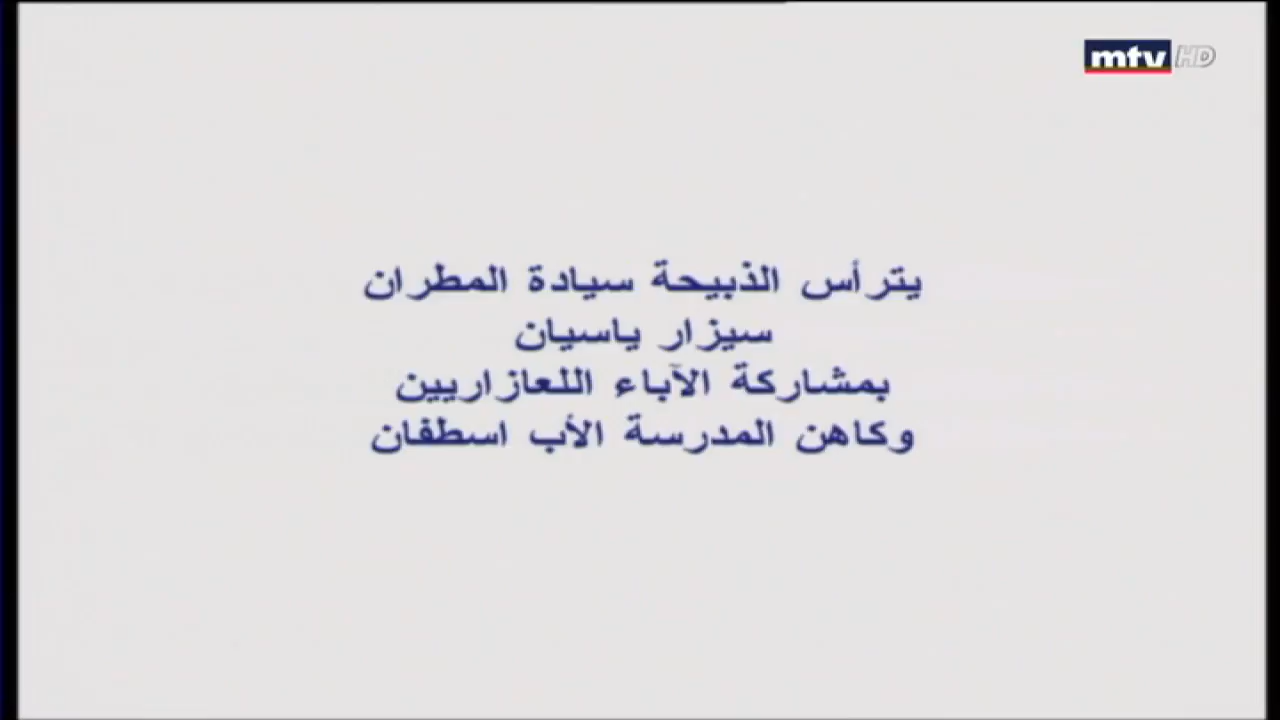 mtv HD
يترأس الذبيحة سيادة المطران
سيزار ياسيان
بمشاركة الآباء اللعازاريين
وكاهن المدرسة الأب اسطفان